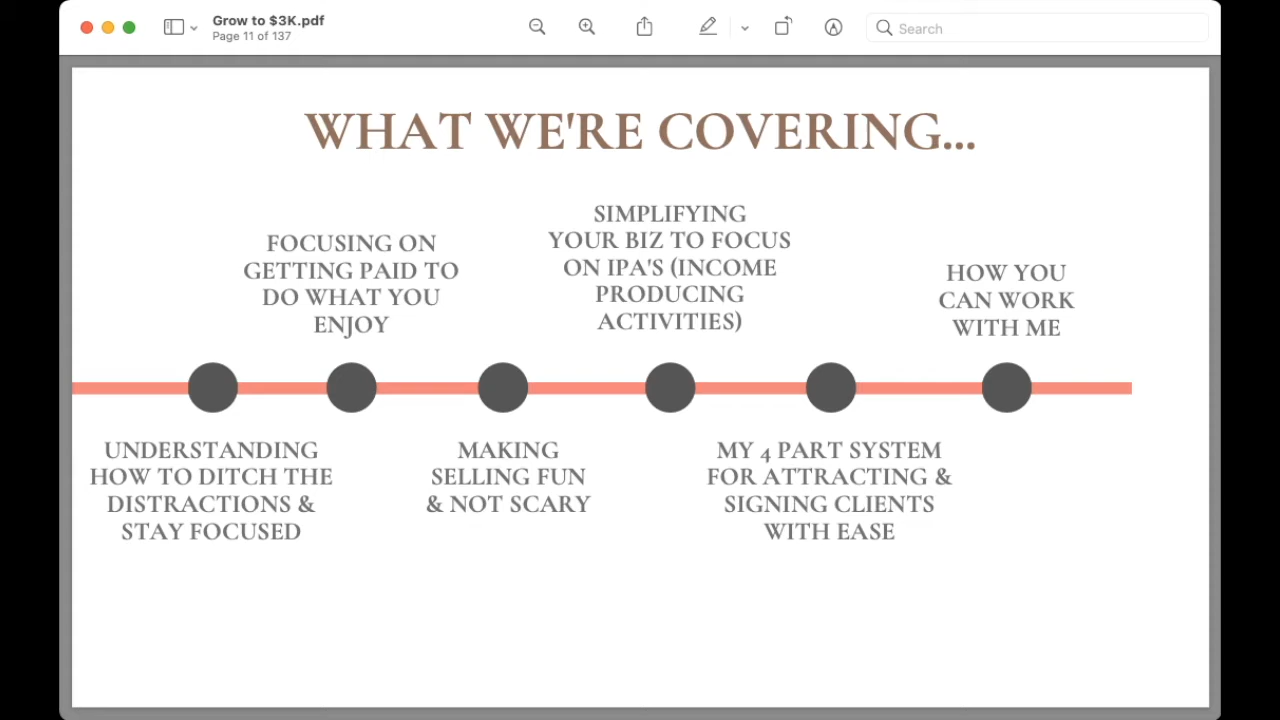 Grow to $3K.pdf
Page 11 of 137
Search
WHAT WE'RE COVERING...
UNDERSTANDING
HOW TO DITCH THE
DISTRACTIONS &
STAY FOCUSED
FOCUSING ON
GETTING PAID TO
DO WHAT YOU
ENJOY
MAKING
SELLING FUN
& NOT SCARY
SIMPLIFYING
YOUR BIZ TO FOCUS
ON IPA'S (INCOME
PRODUCING
ACTIVITIES)
MY 4 PART SYSTEM
FOR ATTRACTING &
SIGNING CLIENTS
WITH EASE
HOW YOU
CAN WORK
WITH ME